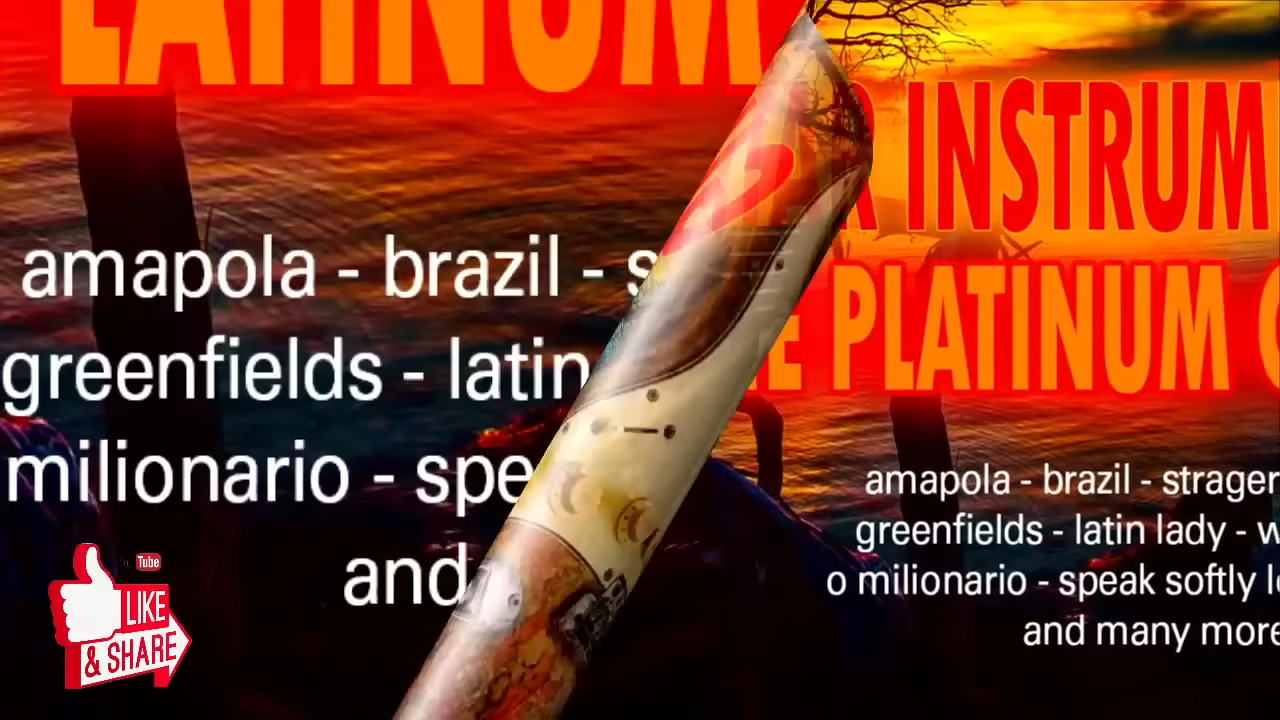 LATINUM
amapola - brazil - s
greenfields - latin
milionario - spe
and
R INSTRUM
E PLATINUM
amapola - brazil - strager
greenfields - latin lady - w
o milionario - speak softly l
and many more
Tube
LIKE
& SHARE